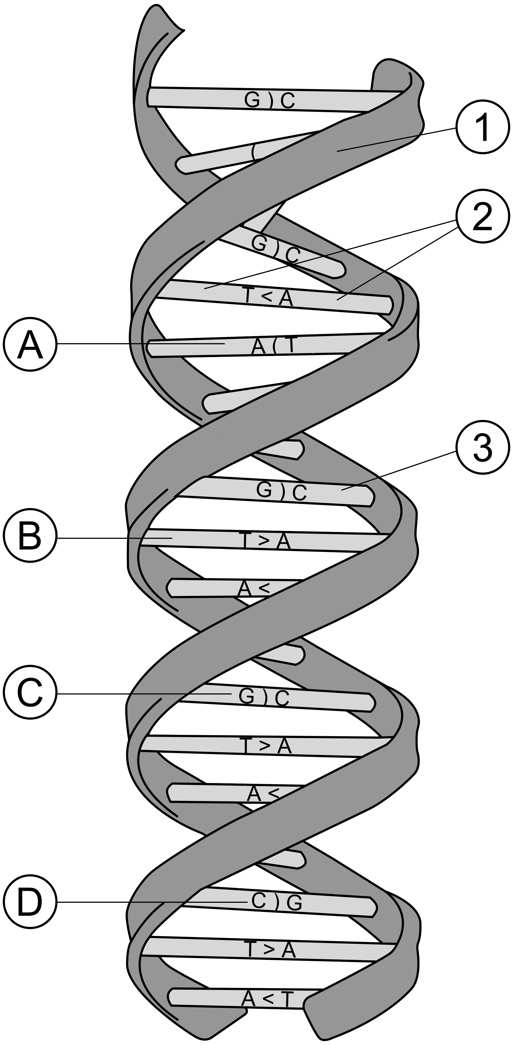 G ) C
1
2
G ) C
T < A
A
A ( T
3
G ) C
B
T > A
A <
C
G ) C
T > A
A <
D
C ) G
T > A
A < T